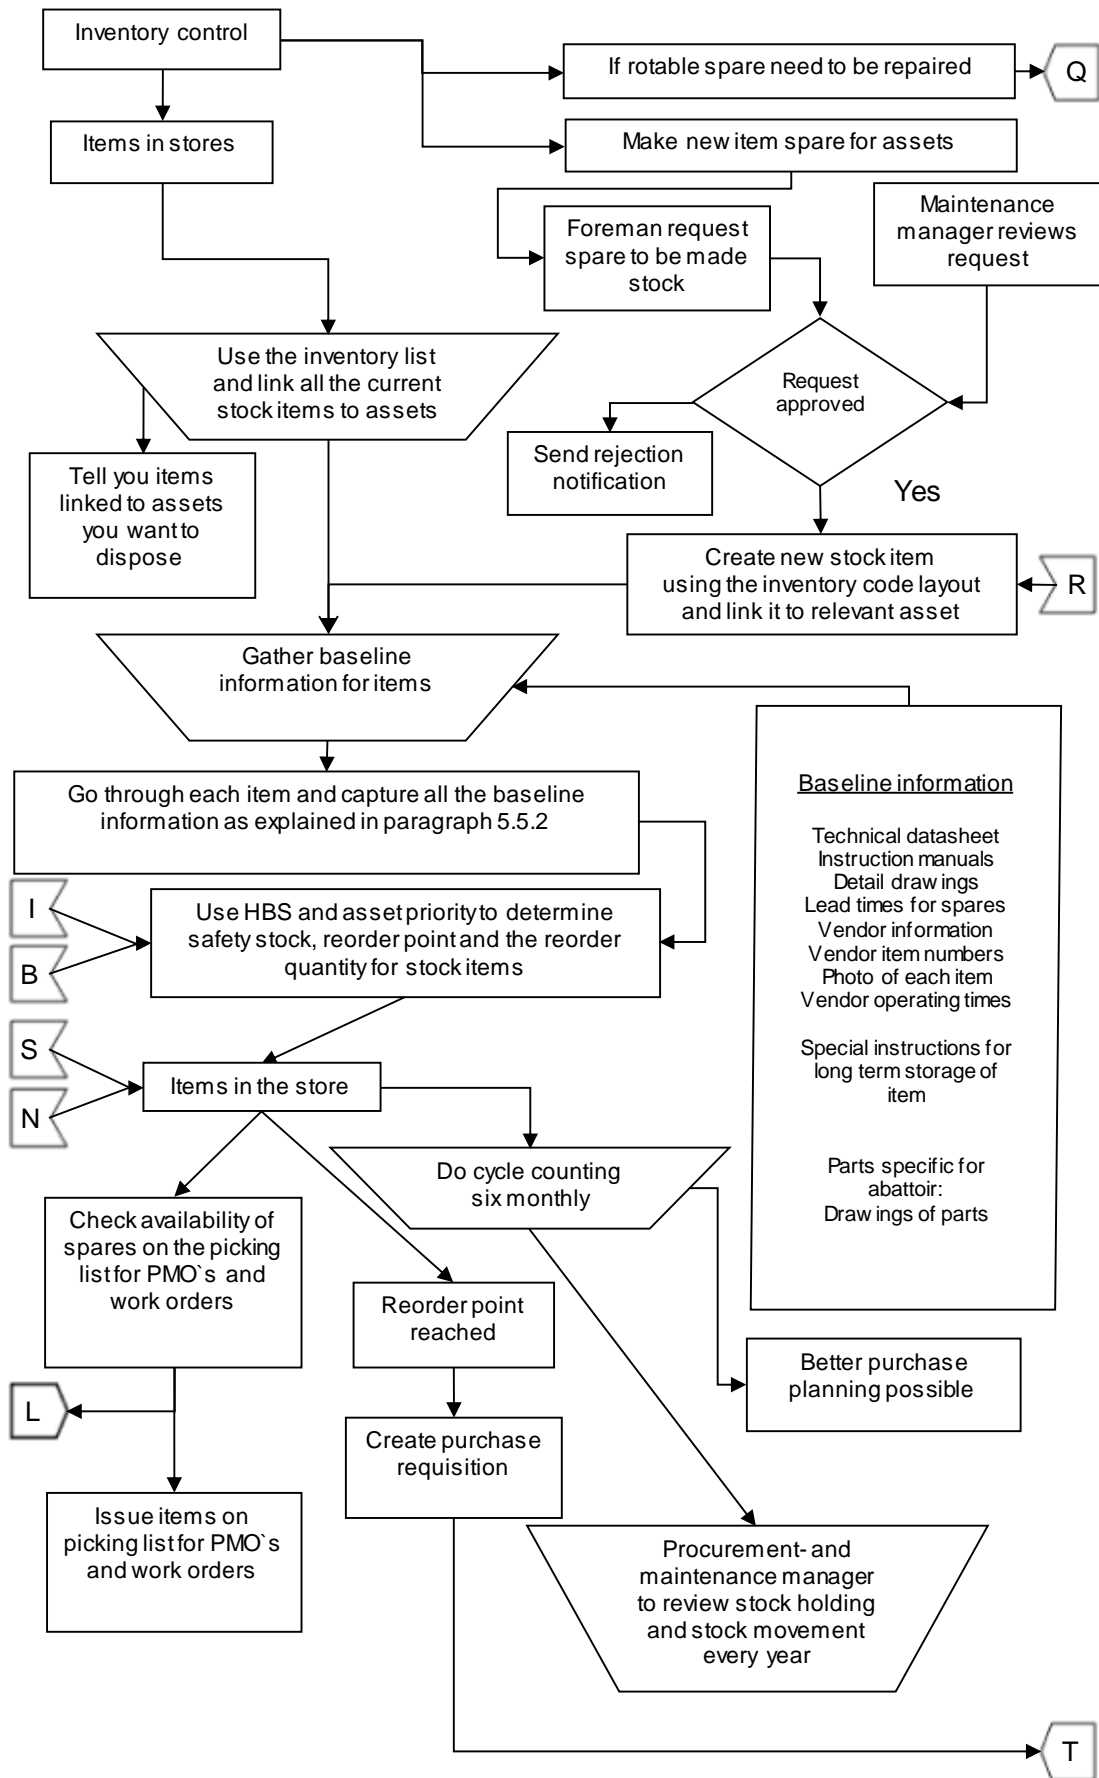 Inventory control
If rotable spare need to be repaired
Q
Items in stores
Make new item spare for assets
Foreman request
spare to be made
stock
Maintenance
manager reviews
request
Use the inventory list
and link all the current
stock items to assets
Request
approved
Send rejection
notification
Yes
Tell you items
linked to assets
you want to
dispose
Create new stock item
using the inventory code layout
and link it to relevant asset
R
Gather baseline
information for items
Go through each item and capture all the baseline
information as explained in paragraph 5.5.2
Baseline information
Technical datasheet
Instruction manuals
Detail drawings
Lead times for spares
Vendor information
Vendor item numbers
Photo of each item
Vendor operating times
Special instructions for
long term storage of
item
Parts specific for
abattoir:
Drawings of parts
I
B
Use HBS and asset priority to determine
safety stock, reorder point and the reorder
quantity for stock items
S
N
Items in the store
Do cycle counting
six monthly
Check availability of
spares on the picking
list for PMO`s and
work orders
Reorder point
reached
Better purchase
planning possible
L
Create purchase
requisition
Issue items on
picking list for PMO`s
and work orders
Procurement- and
maintenance manager
to review stock holding
and stock movement
every year
T